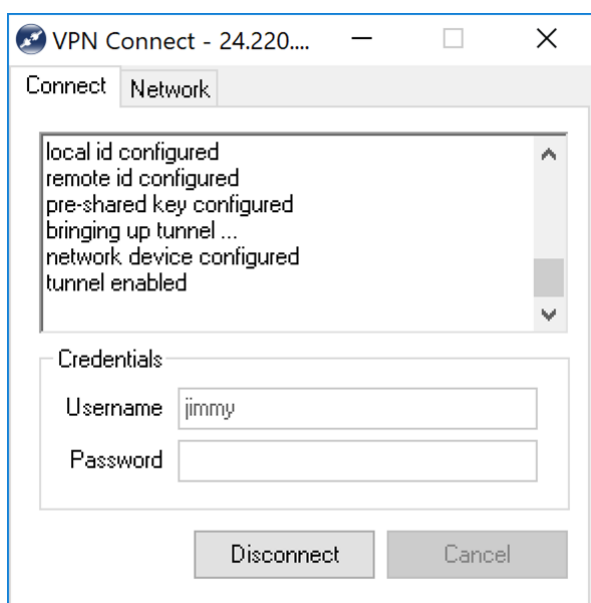 VPN Connect - 24.220....
Connect Network
local id configured
remote id configured
pre-shared key configured
bringing up tunnel ...
network device configured
tunnel enabled
Credentials
Username jimmy
Password
Disconnect Cancel